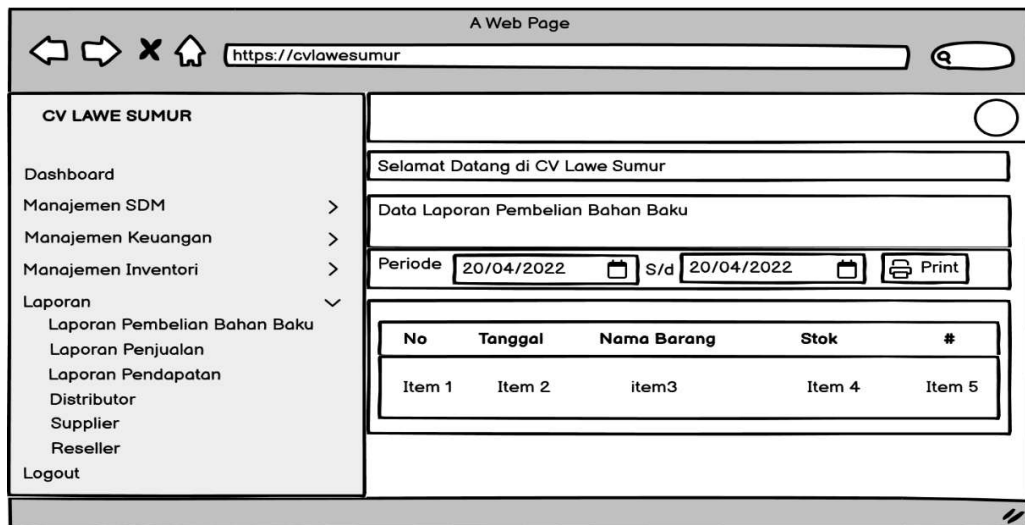 A Web Page
https://cvlawesumur
CV LAWE SUMUR
Dashboard
Manajemen SDM
Manajemen Keuangan
Manajemen Inventori
Laporan
Laporan Pembelian Bahan Baku
Laporan Penjualan
Laporan Pendapatan
Distributor
Supplier
Reseller
Logout
Selamat Datang di CV Lawe Sumur
Data Laporan Pembelian Bahan Baku
Periode 20/04/2022 S/d 20/04/2022 Print
No Tanggal Nama Barang Stok #
Item 1 Item 2 item3 Item 4 Item 5